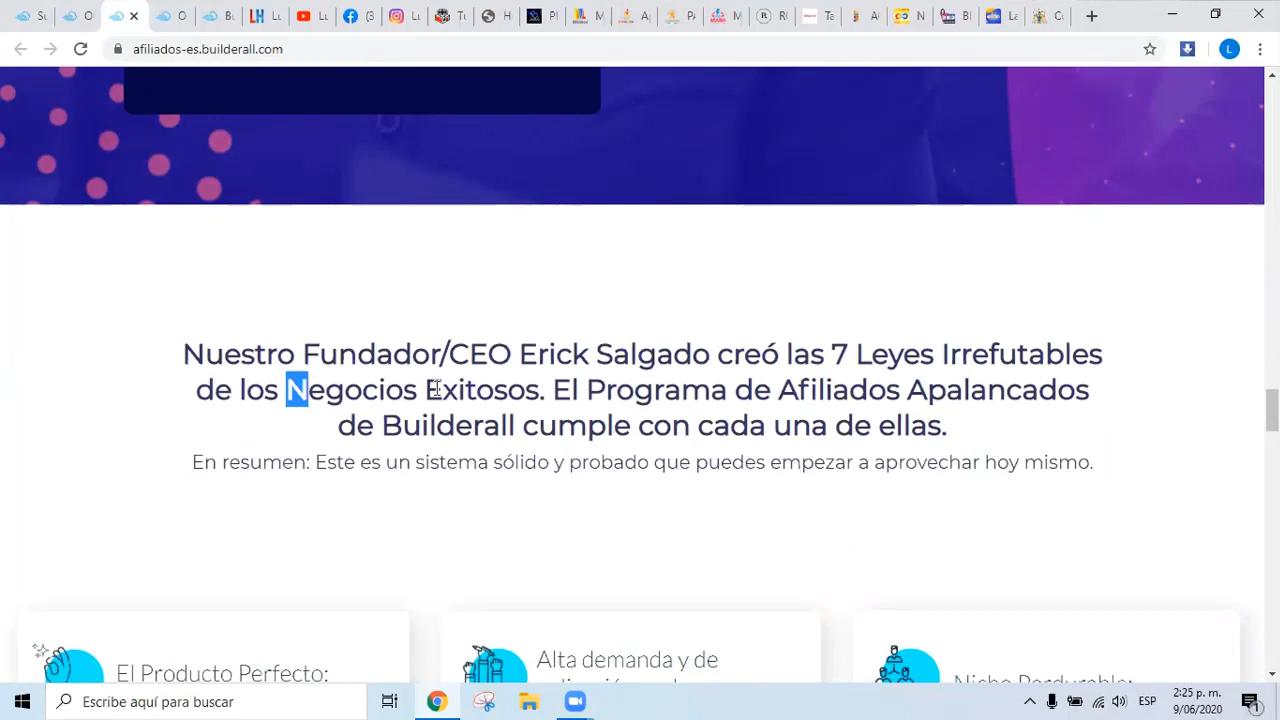 afiliados-es.builderall.com
L
Nuestro Fundador/CEO Erick Salgado creó las 7 Leyes Irrefutables
de los Negocios Exitosos. El Programa de Afiliados Apalancados
de Builderall cumple con cada una de ellas.
En resumen: Este es un sistema sólido y probado que puedes empezar a aprovechar hoy mismo.
El Producto Perfecto:
Alta demanda y de
Nicho Perdurable:
Escribe aquí para buscar
ESP
2:25 p. m.
9/06/2020